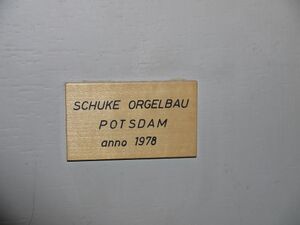 SCHUKE ORGELBAU
POTSDAM
anno 1978